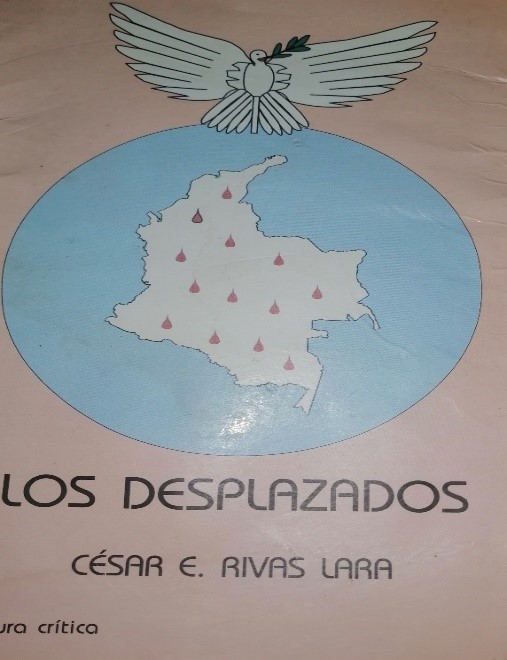 LOS DESPLAZADOS
CÉSAR E. RIVAS LARA
ura crítica